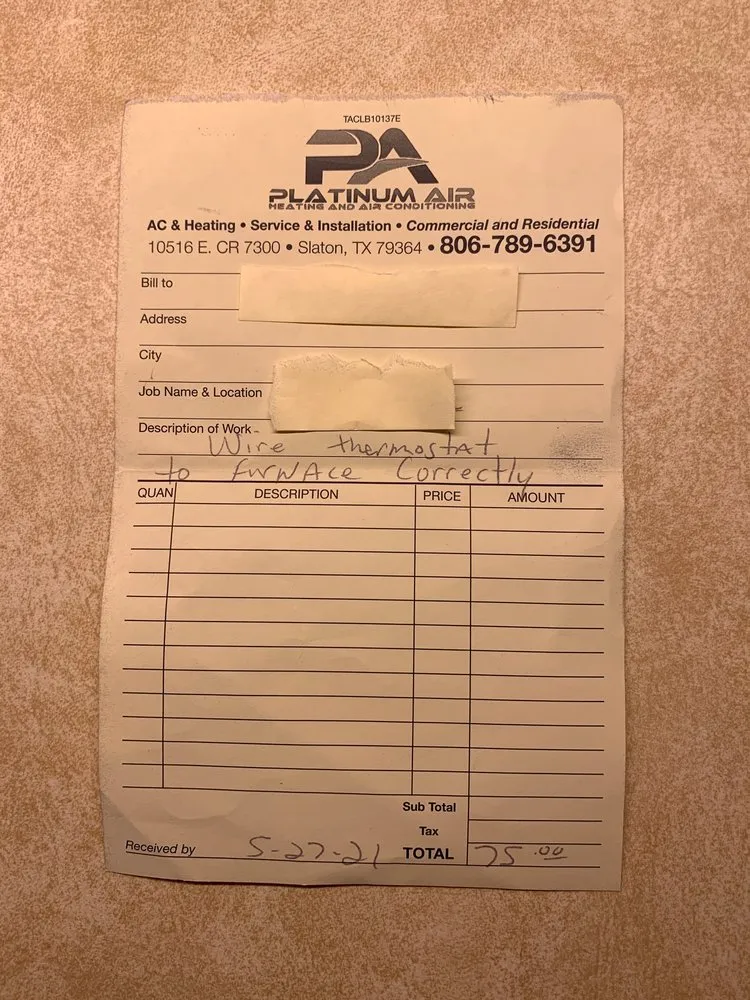 TACLB10137E
PA
PLATINUM AIR
HEATING AND AIR CONDITIONING
AC & Heating • Service & Installation • Commercial and Residential
10516 E. CR 7300 • Slaton, TX 79364 • 806-789-6391
Bill to
Address
City
Job Name & Location
Description of Work
Wire thermostat
to furnace Correctly
QUAN DESCRIPTION PRICE AMOUNT
Sub Total
Tax
Received by 5-27-21 TOTAL 75.00